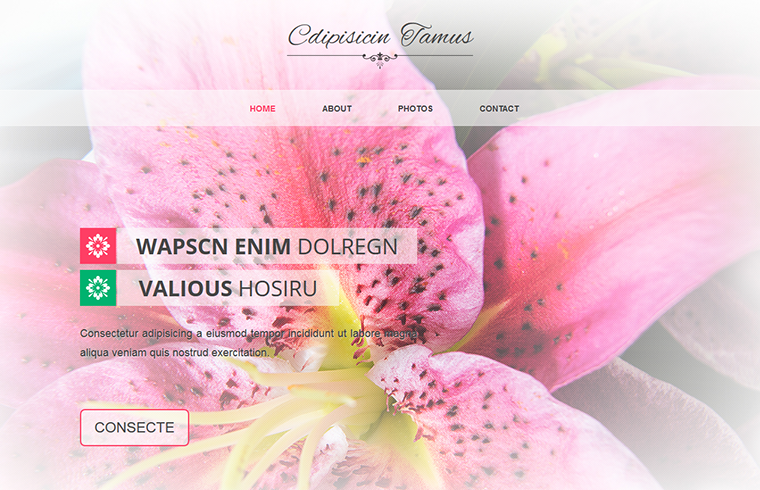 Cdipisicin Tamus
HOME ABOUT PHOTOS CONTACT
WAPSCN ENIM DOLREGN
VALIOUS HOSIRU
Consectetur adipisicing a eiusmod tempor incididunt ut labore magna
aliqua veniam quis nostrud exercitation.
CONSECTE